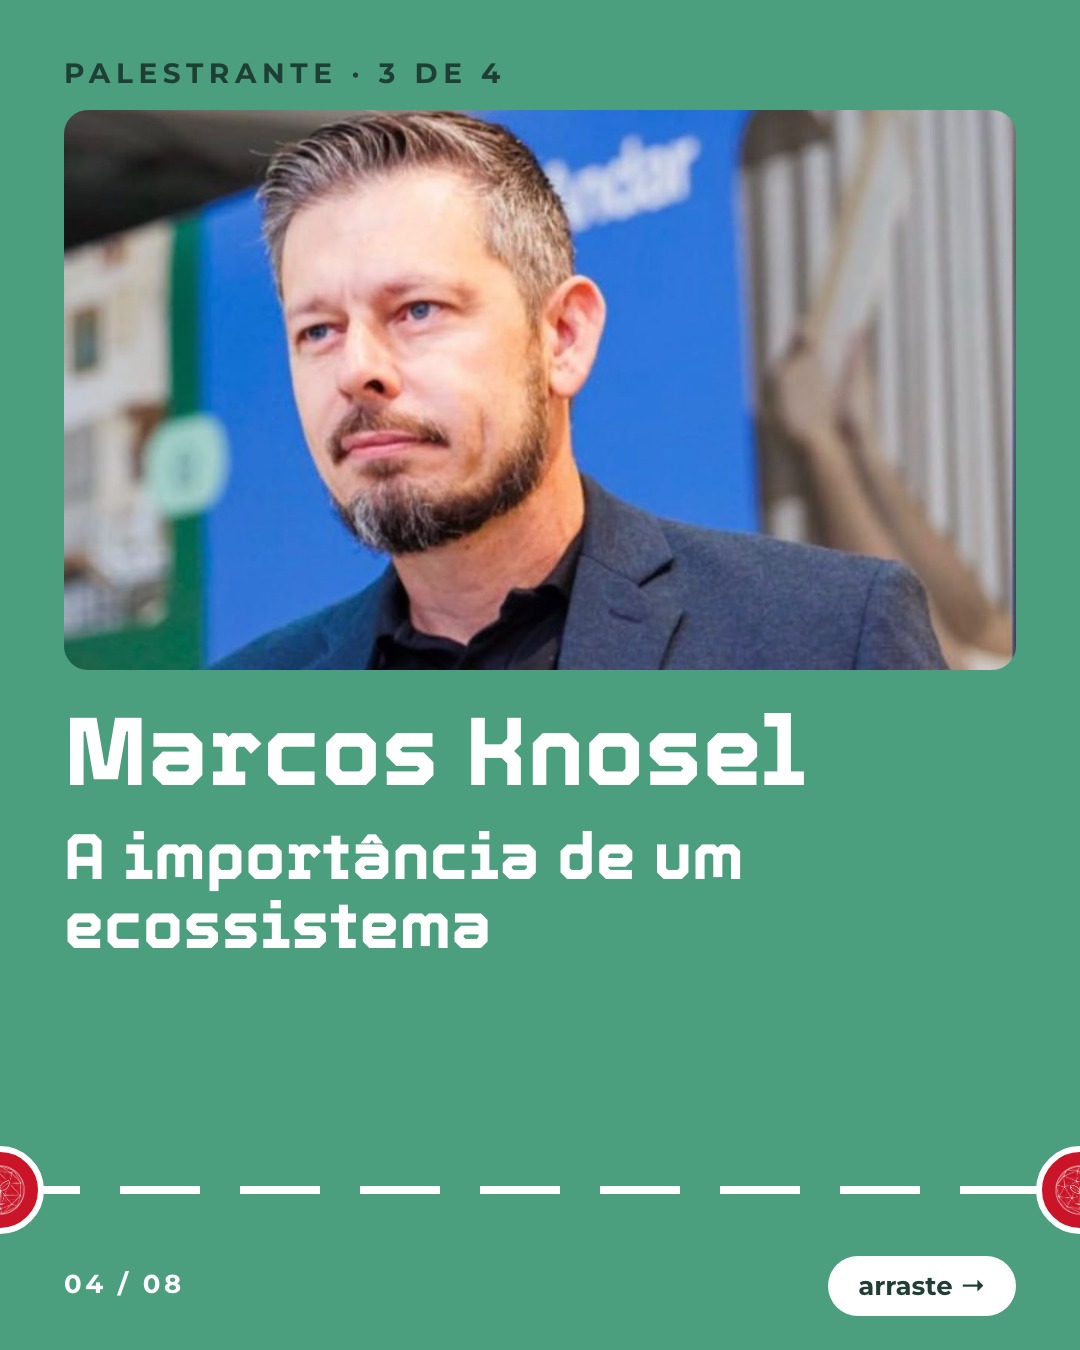 PALESTRANTE · 3 DE 4
Marcos Knosel
A importância de um
ecossistema
04 / 08
arraste →